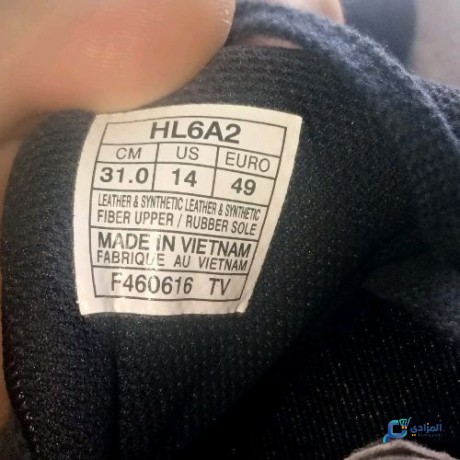 HL6A2
CM US EURO
31.0 14 49
LEATHER & SYNTHETIC LEATHER & SYNTHETIC
FIBER UPPER / RUBBER SOLE
MADE IN VIETNAM
FABRIQUE AU VIETNAM
F460616 TV
المزادي